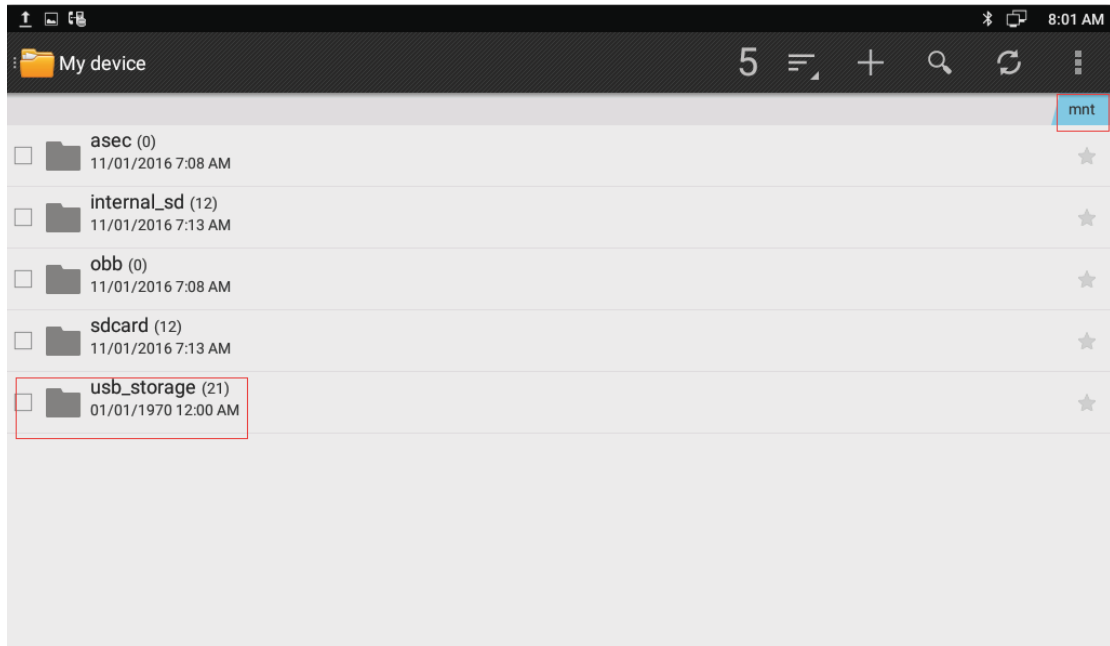 8:01 AM
My device
5
mnt
asec (0)
11/01/2016 7:08 AM
internal_sd (12)
11/01/2016 7:13 AM
obb (0)
11/01/2016 7:08 AM
sdcard (12)
11/01/2016 7:13 AM
usb_storage (21)
01/01/1970 12:00 AM